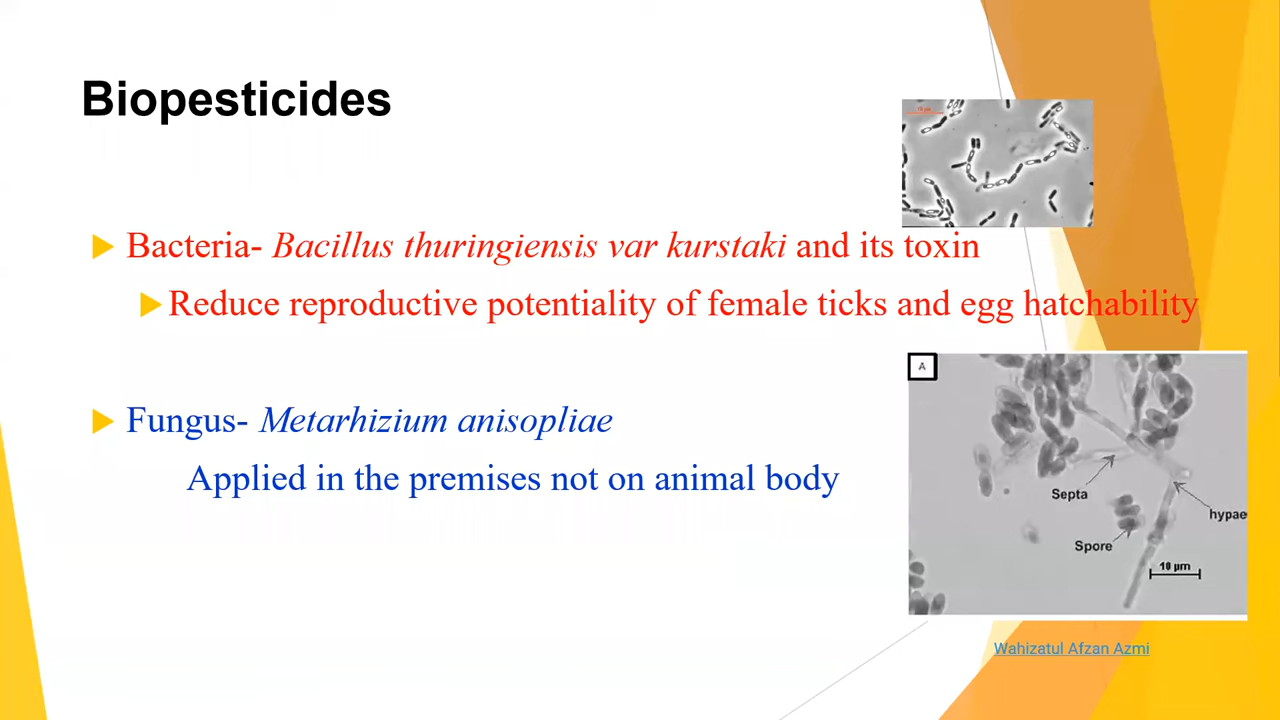 Biopesticides
Bacteria- Bacillus thuringiensis var kurstaki and its toxin
Reduce reproductive potentiality of female ticks and egg hatchability
Fungus- Metarhizium anisopliae
Applied in the premises not on animal body
A
Septa
hypae
Spore
10 µm
Wahizatul Afzan Azmi